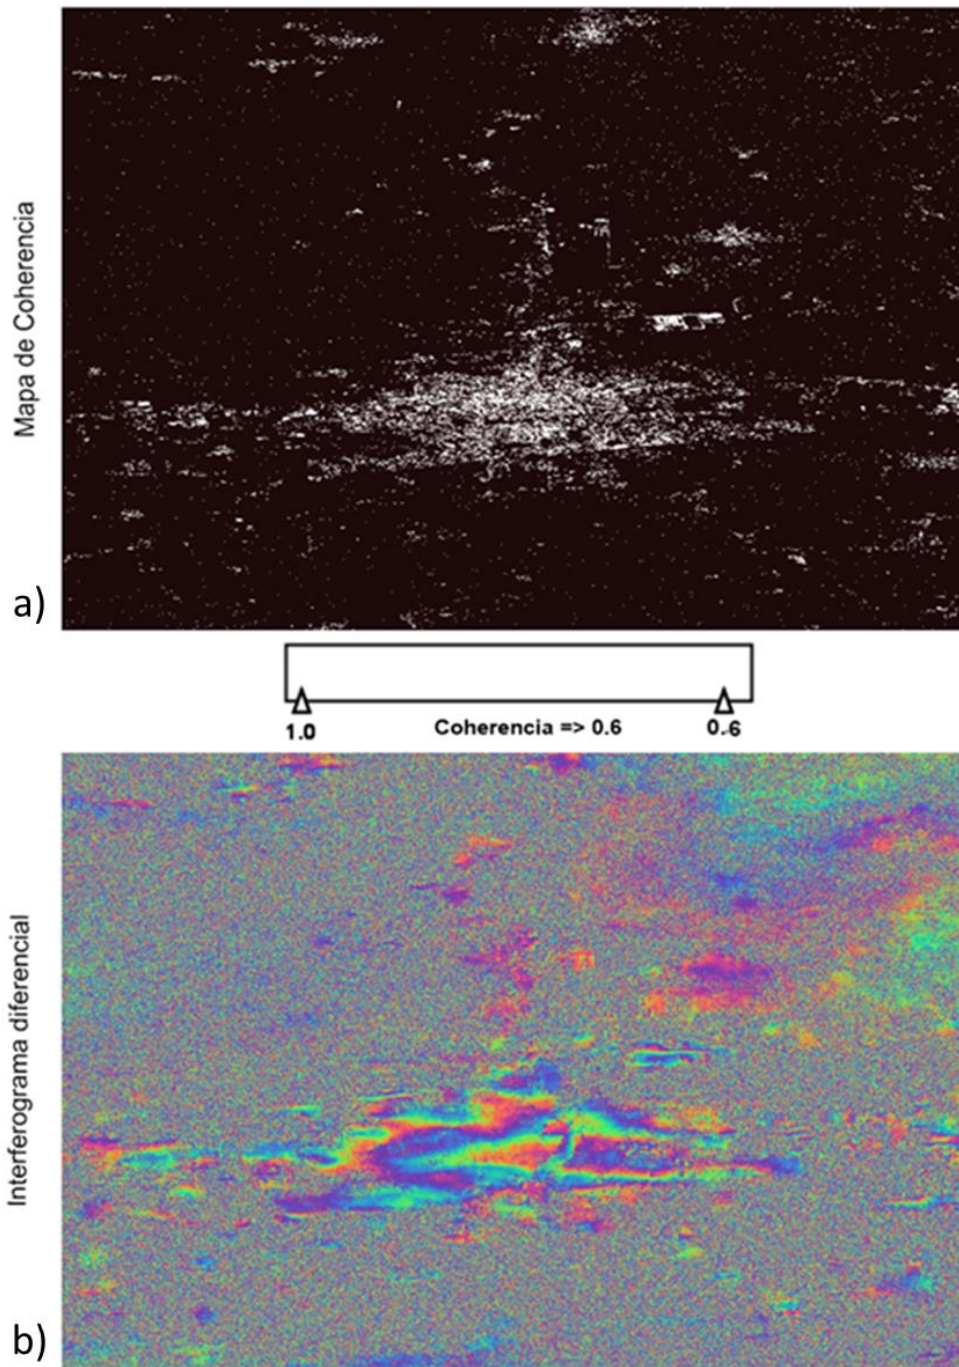 Mapa de Coherencia
a)
1.0 Coherencia => 0.6 0.6
Interferograma diferencial
b)